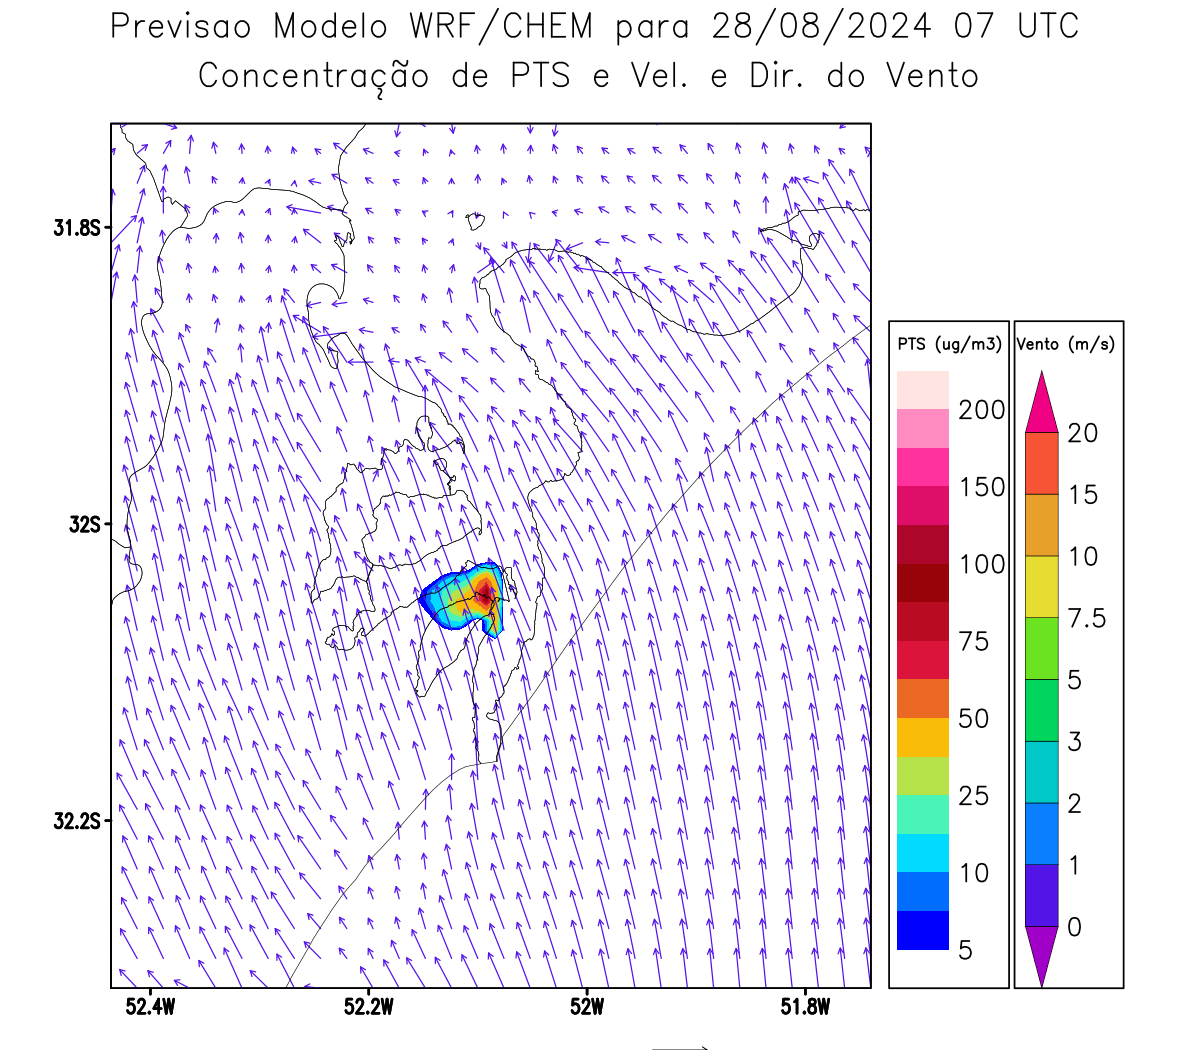 Previsao Modelo WRF/CHEM para 28/08/2024 07 UTC
Concentração de PTS e Vel. e Dir. do Vento
31.8S
32S
32.2S
52.4W
52.2W
52W
51.8W
PTS (ug/m3)
200
150
100
75
50
25
10
5
Vento (m/s)
20
15
10
7.5
5
3
2
1
0